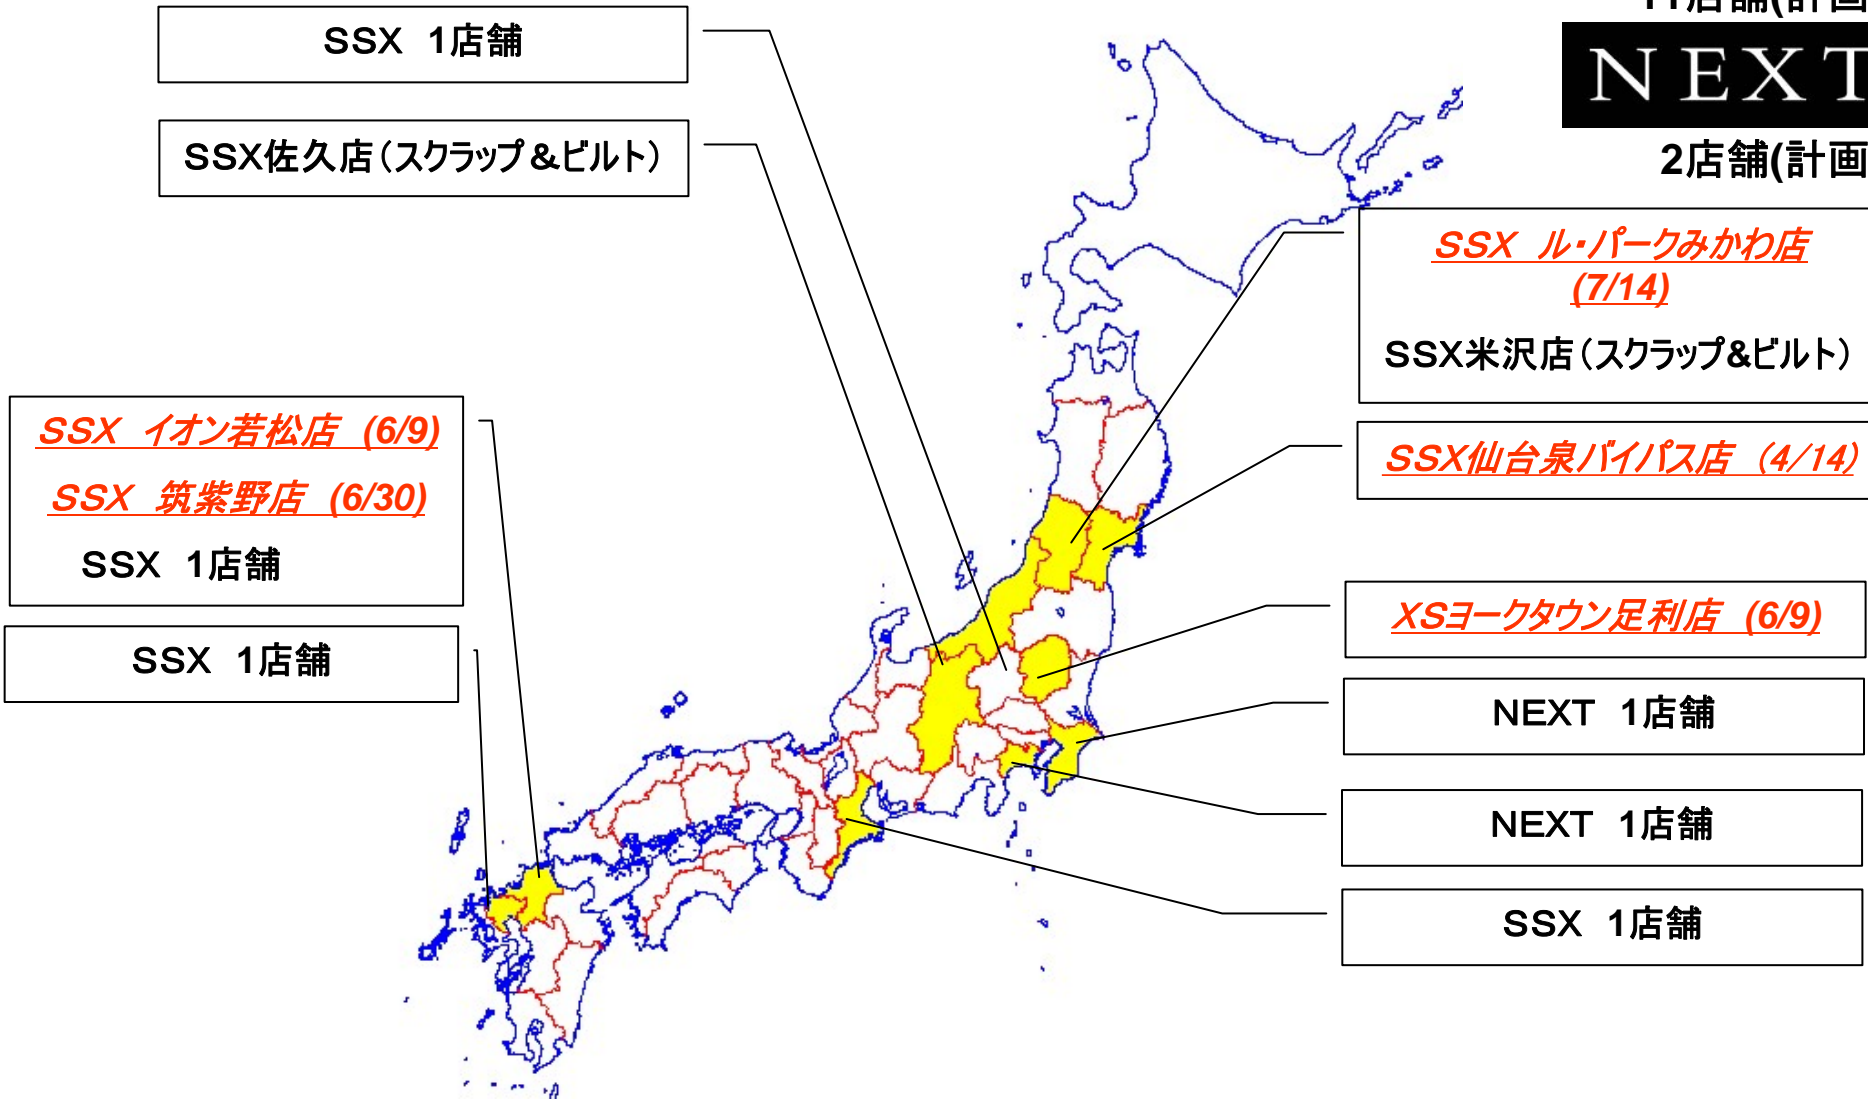 11店舗(計画
NEXT
2店舗(計画
SSX 1店舗
SSX佐久店(スクラップ&ビルト)
SSX ル・パークみかわ店
(7/14)
SSX米沢店(スクラップ&ビルト)
SSX イオン若松店 (6/9)
SSX 筑紫野店 (6/30)
SSX 1店舗
SSX仙台泉バイパス店 (4/14)
XSヨークタウン足利店 (6/9)
SSX 1店舗
NEXT 1店舗
NEXT 1店舗
SSX 1店舗